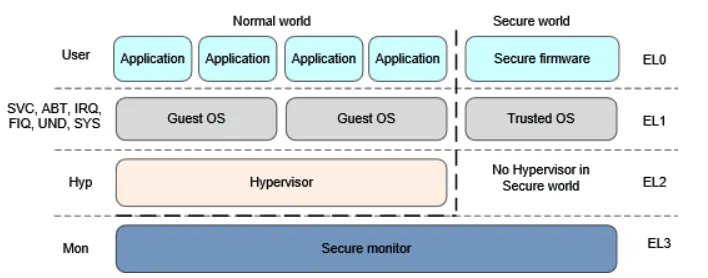 Normal world
Secure world
User
Application
Application
Application
Application
Secure firmware
EL0
SVC, ABT, IRQ,
FIQ, UND, SYS
Guest OS
Guest OS
Trusted OS
EL1
Hyp
Hypervisor
No Hypervisor in
Secure world
EL2
Mon
Secure monitor
EL3